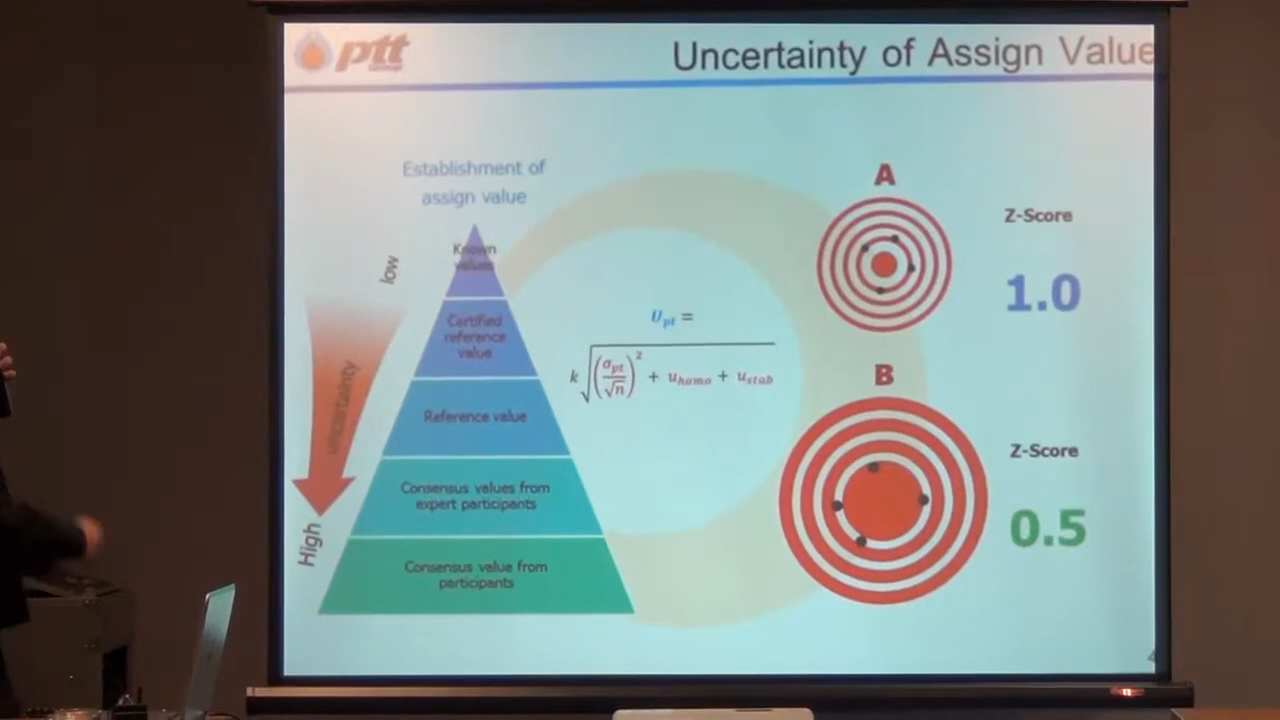 ptt
Uncertainty of Assign Value
Establishment of
assign value
low
uncertainty
High
Known
values
Certified
reference
value
Reference value
Consensus values from
expert participants
Consensus value from
participants
U_pt =
k√((σ_pt/√n)² + u_homo + u_stab)
A
Z-Score
1.0
B
Z-Score
0.5